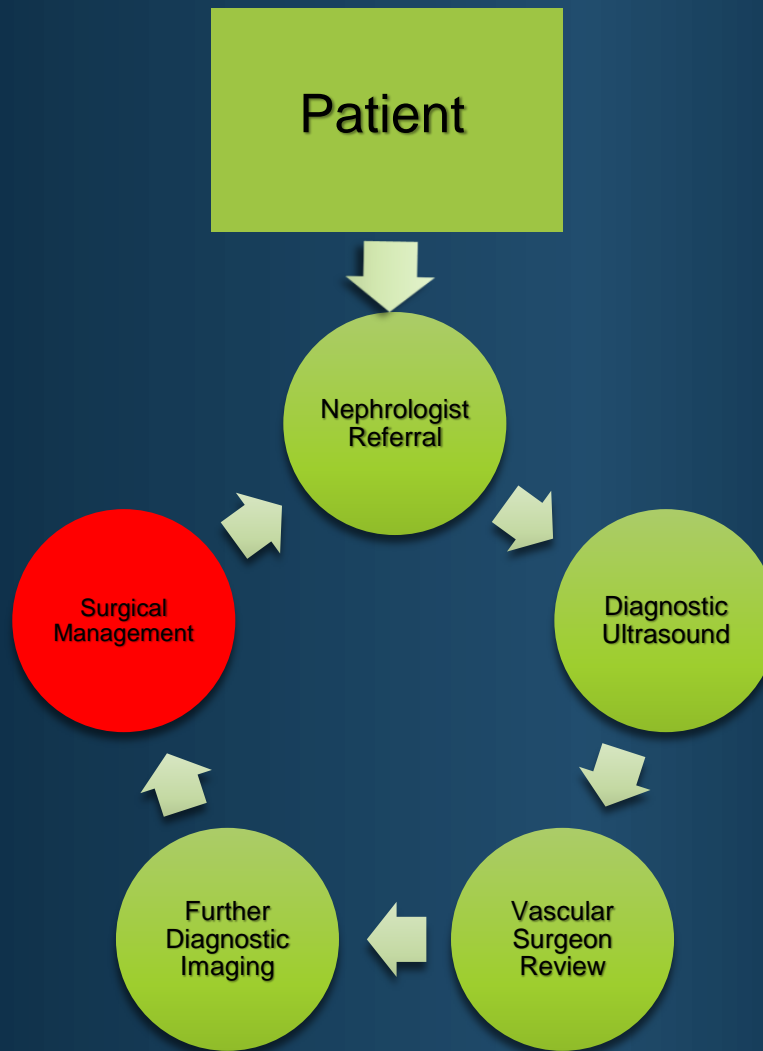 Patient
Nephrologist
Referral
Diagnostic
Ultrasound
Vascular
Surgeon
Review
Further
Diagnostic
Imaging
Surgical
Management